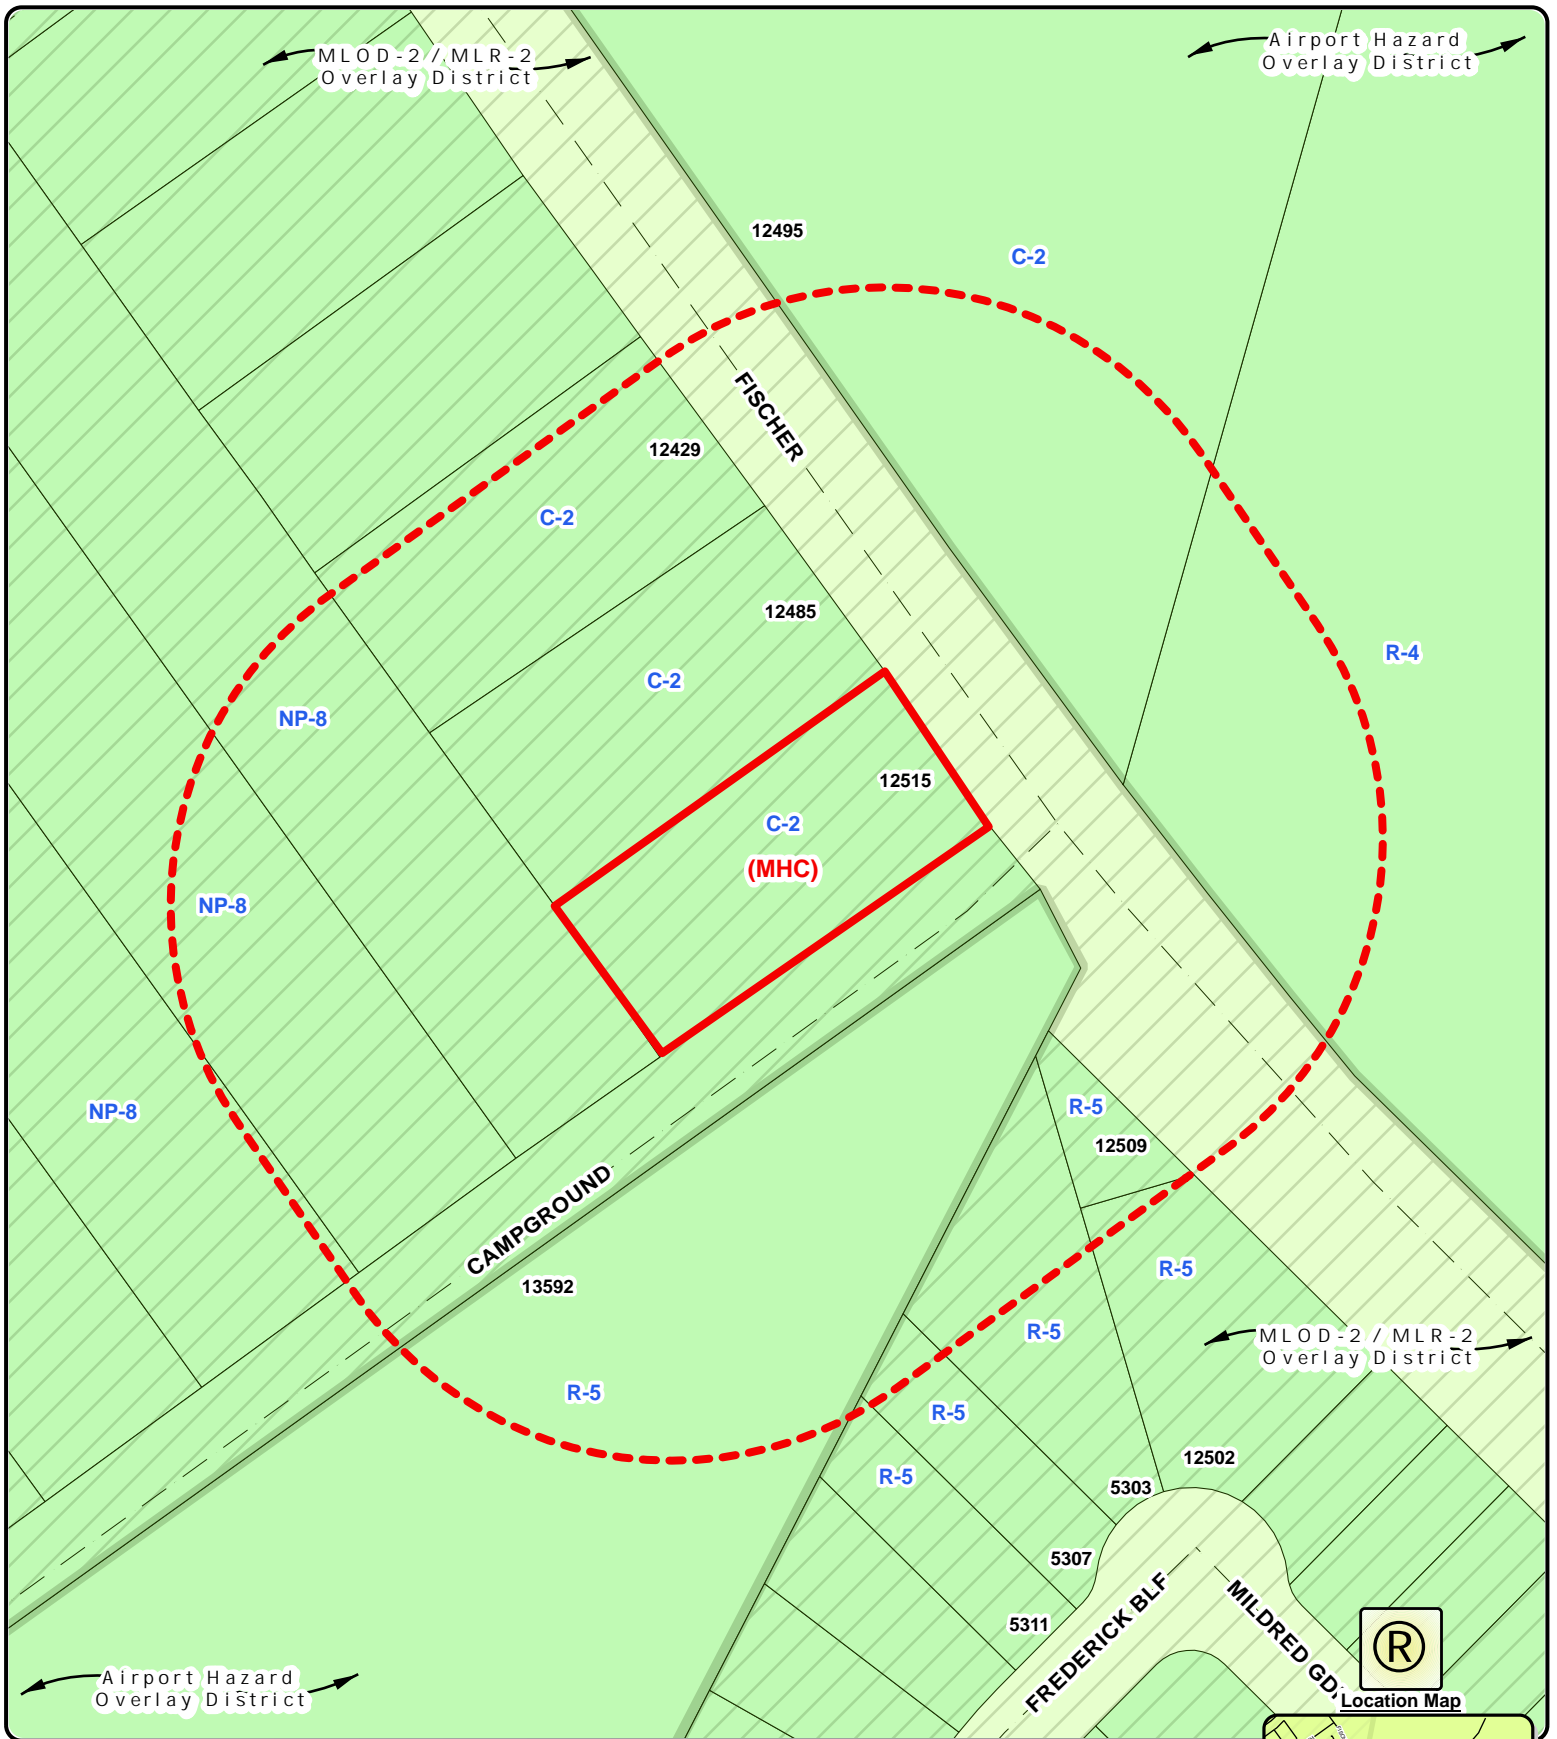 MLOD-2 / MLR-2
Overlay District
Airport Hazard
Overlay District
12495
C-2
FISCHER
12429
C-2
12485
R-4
C-2
NP-8
12515
C-2
(MHC)
NP-8
R-5
NP-8
12509
CAMPGROUND
R-5
13592
R-5
MLOD-2 / MLR-2
Overlay District
R-5
R-5
12502
R-5
5303
5307
FREDERICK BLF
MILDRED GD
5311
R
Airport Hazard
Overlay District
Location Map